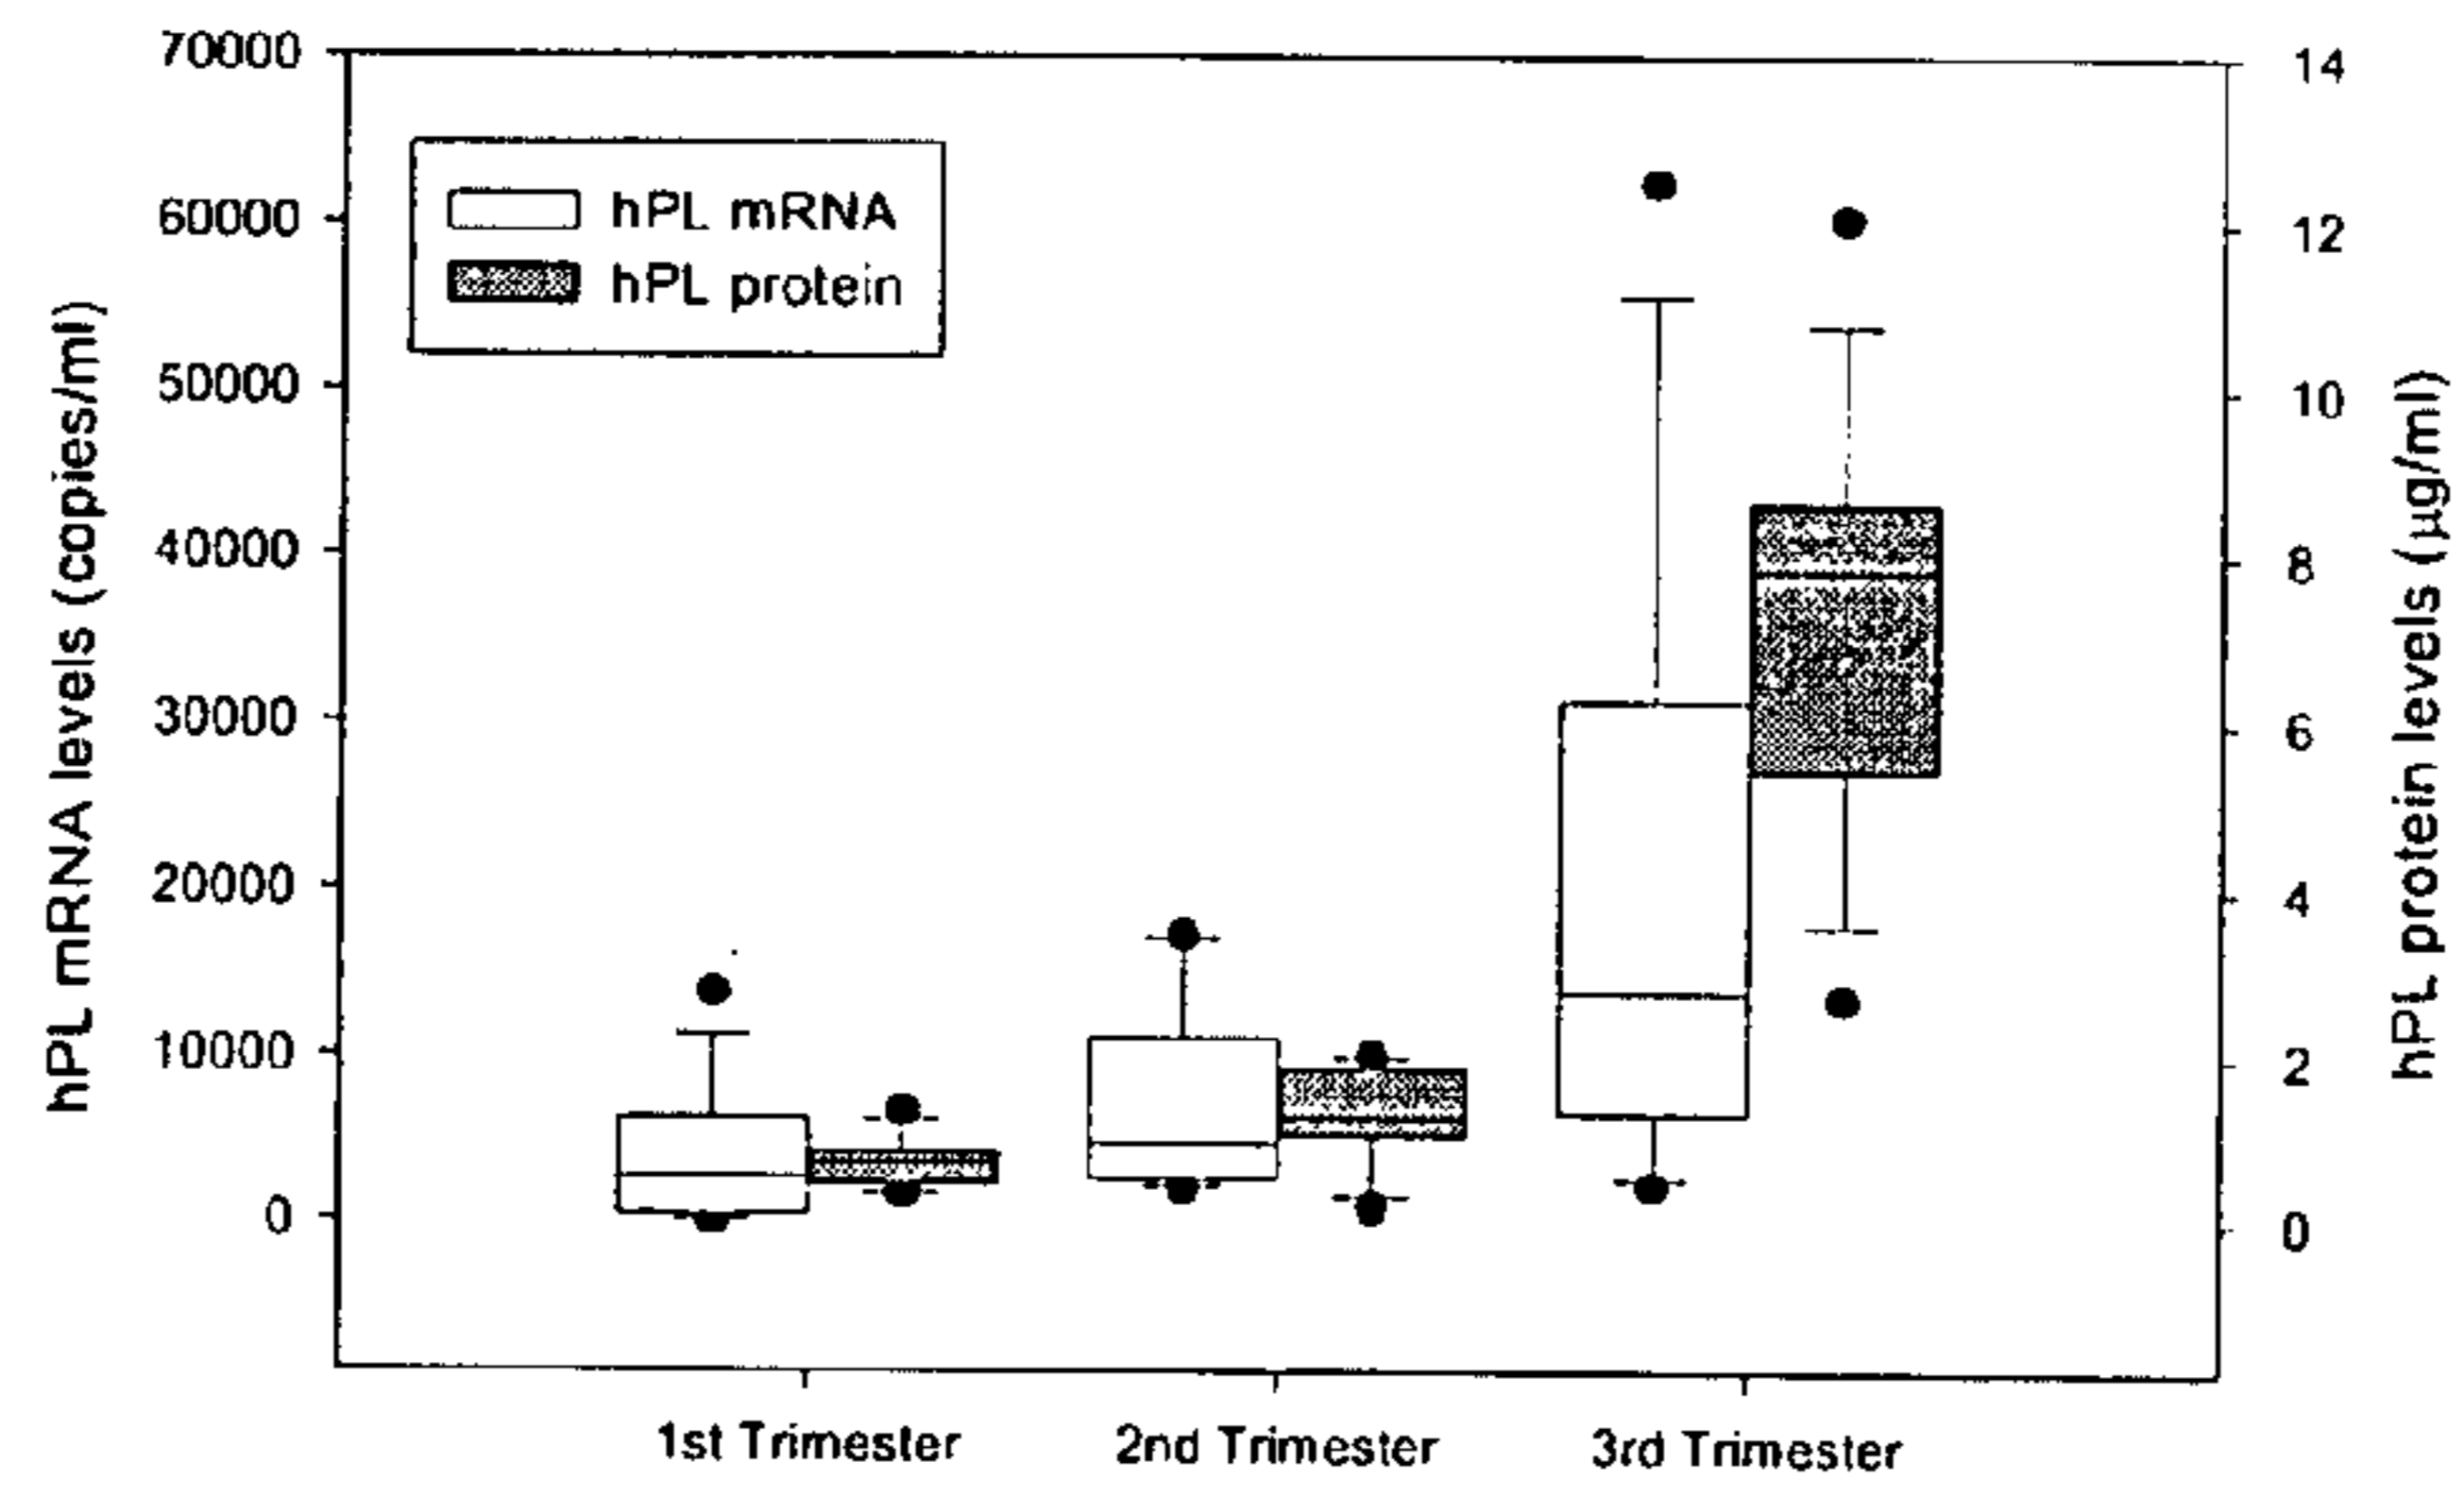 hPL mRNA levels (copies/ml)
70000
60000
50000
40000
30000
20000
10000
0
hPL mRNA
hPL protein
14
12
10
8
6
4
2
0
hPL protein levels (µg/ml)
1st Trimester
2nd Trimester
3rd Trimester